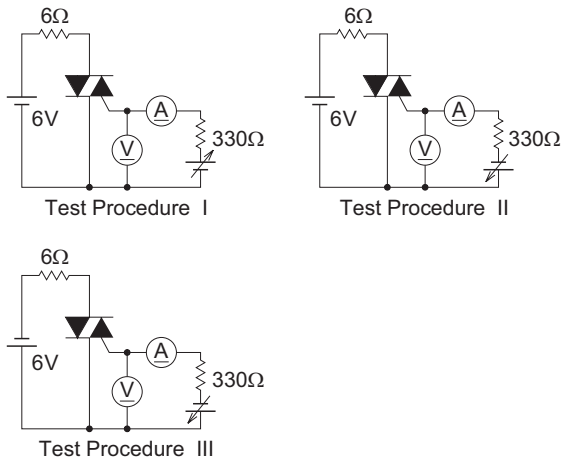 6Ω
6V
A
V
330Ω
Test Procedure I
6Ω
6V
A
V
330Ω
Test Procedure II
6Ω
6V
A
V
330Ω
Test Procedure III